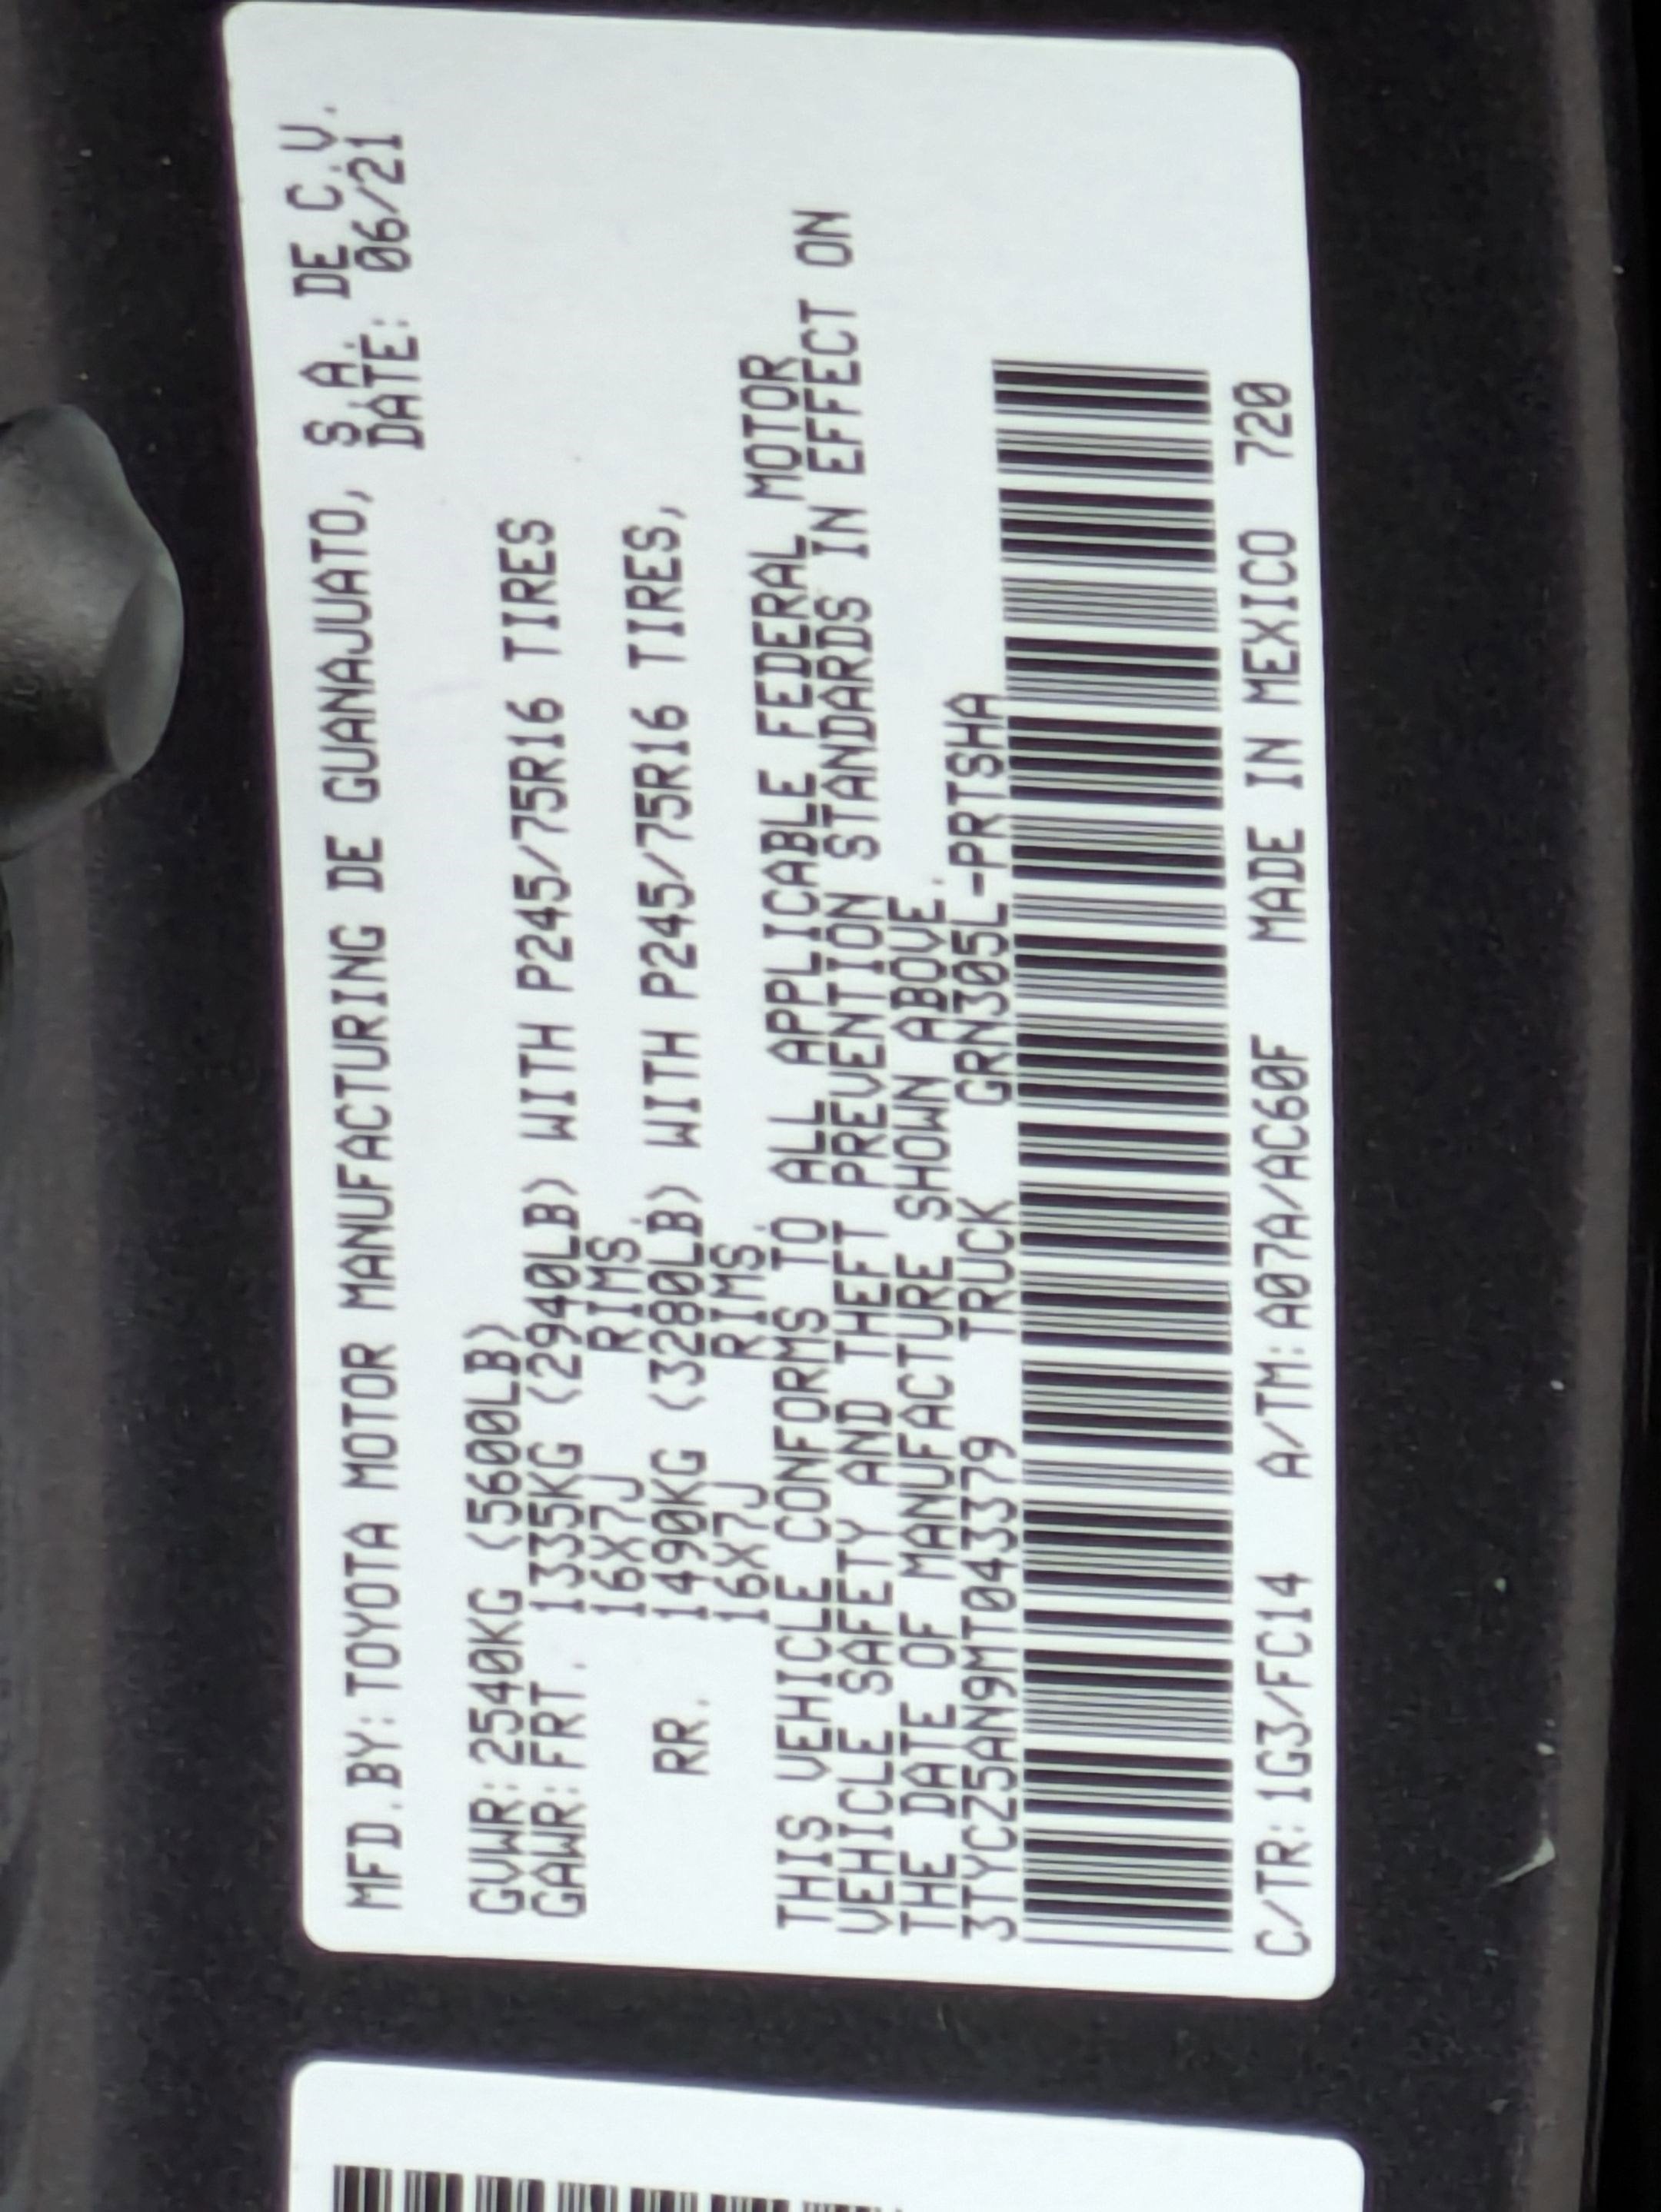 MFD.BY:TOYOTA MOTOR MANUFACTURING DE GUANAJUATO, S.A. DE C.V.
DATE: 06/21
GVWR:2540KG (5600LB)
GAWR:FRT. 1335KG (2940LB) WITH P245/75R16 TIRES
16X7J RIMS.
RR. 1490KG (3280LB) WITH P245/75R16 TIRES,
16X7J RIMS.
THIS VEHICLE CONFORMS TO ALL APPLICABLE FEDERAL MOTOR
VEHICLE SAFETY AND THEFT PREVENTION STANDARDS IN EFFECT ON
THE DATE OF MANUFACTURE SHOWN ABOVE.
3TYCZ5AN9MT043379 TRUCK GRN305L-PRTSHA
C/TR:1G3/FC14 A/TM:A07A/AC60F MADE IN MEXICO 720